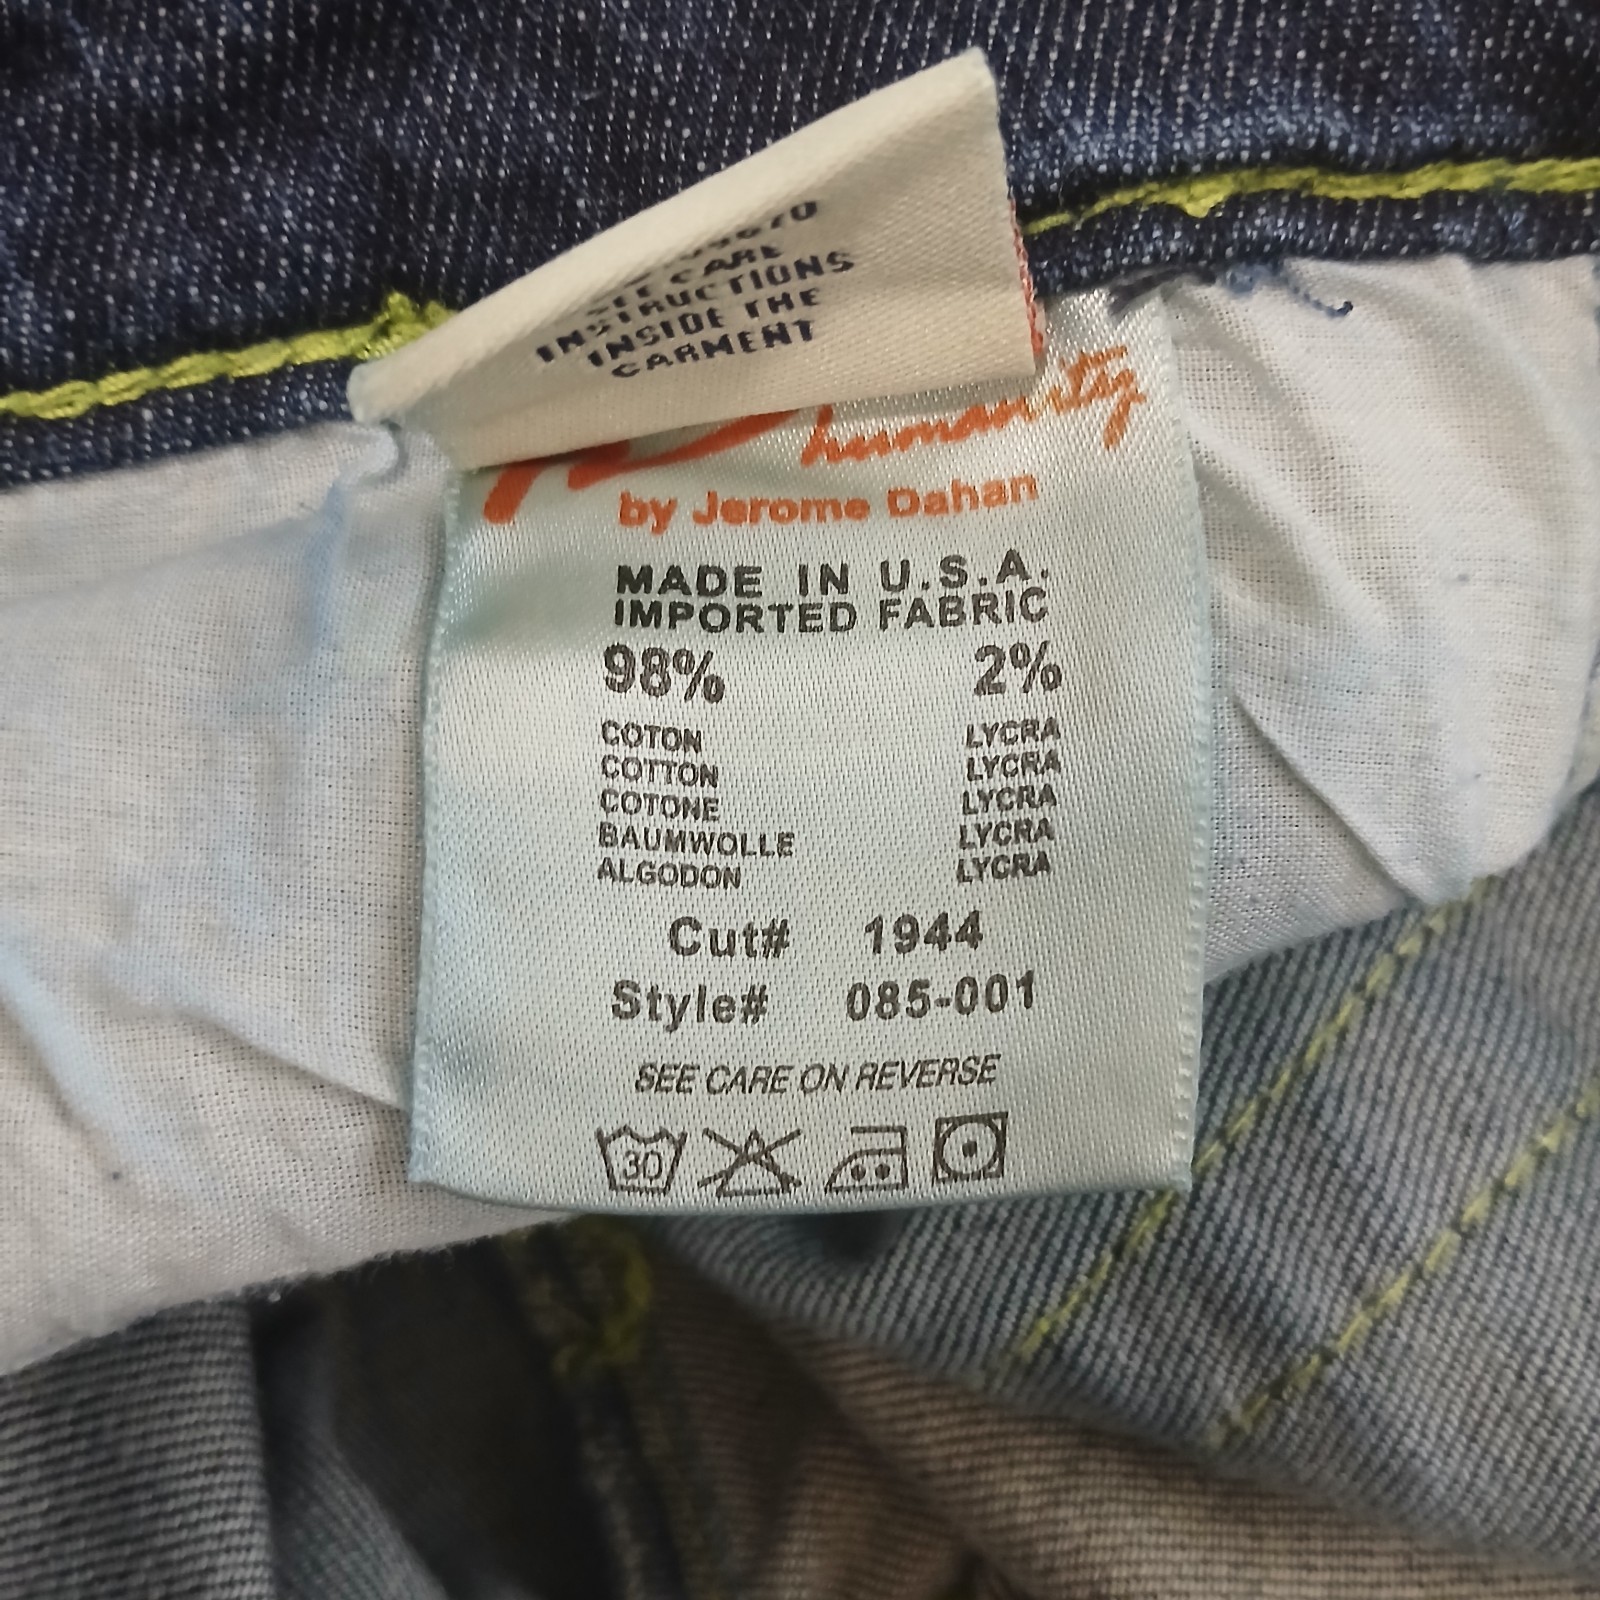 CARE
INSTRUCTIONS
INSIDE THE
GARMENT
humanity
by Jerome Dahan
MADE IN U.S.A.
IMPORTED FABRIC
98% 2%
COTON LYCRA
COTTON LYCRA
COTONE LYCRA
BAUMWOLLE LYCRA
ALGODON LYCRA
Cut# 1944
Style# 085-001
SEE CARE ON REVERSE
30